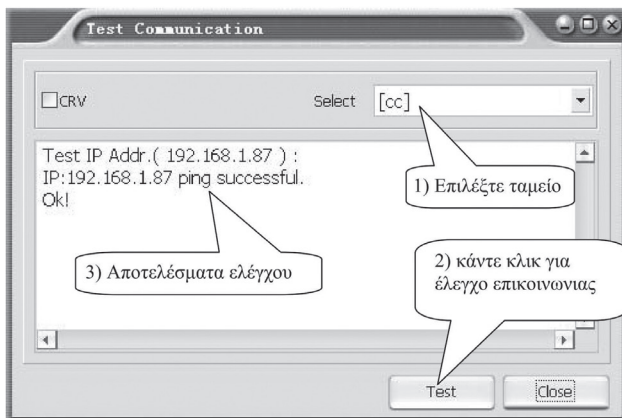 Test Communication
CRV
Select [cc]
Test IP Addr.( 192.168.1.87 ) :
IP:192.168.1.87 ping successful.
Ok!
1) Επιλέξτε ταμείο
3) Αποτελέσματα ελέγχου
2) κάντε κλικ για
έλεγχο επικοινωνιας
Test
Close